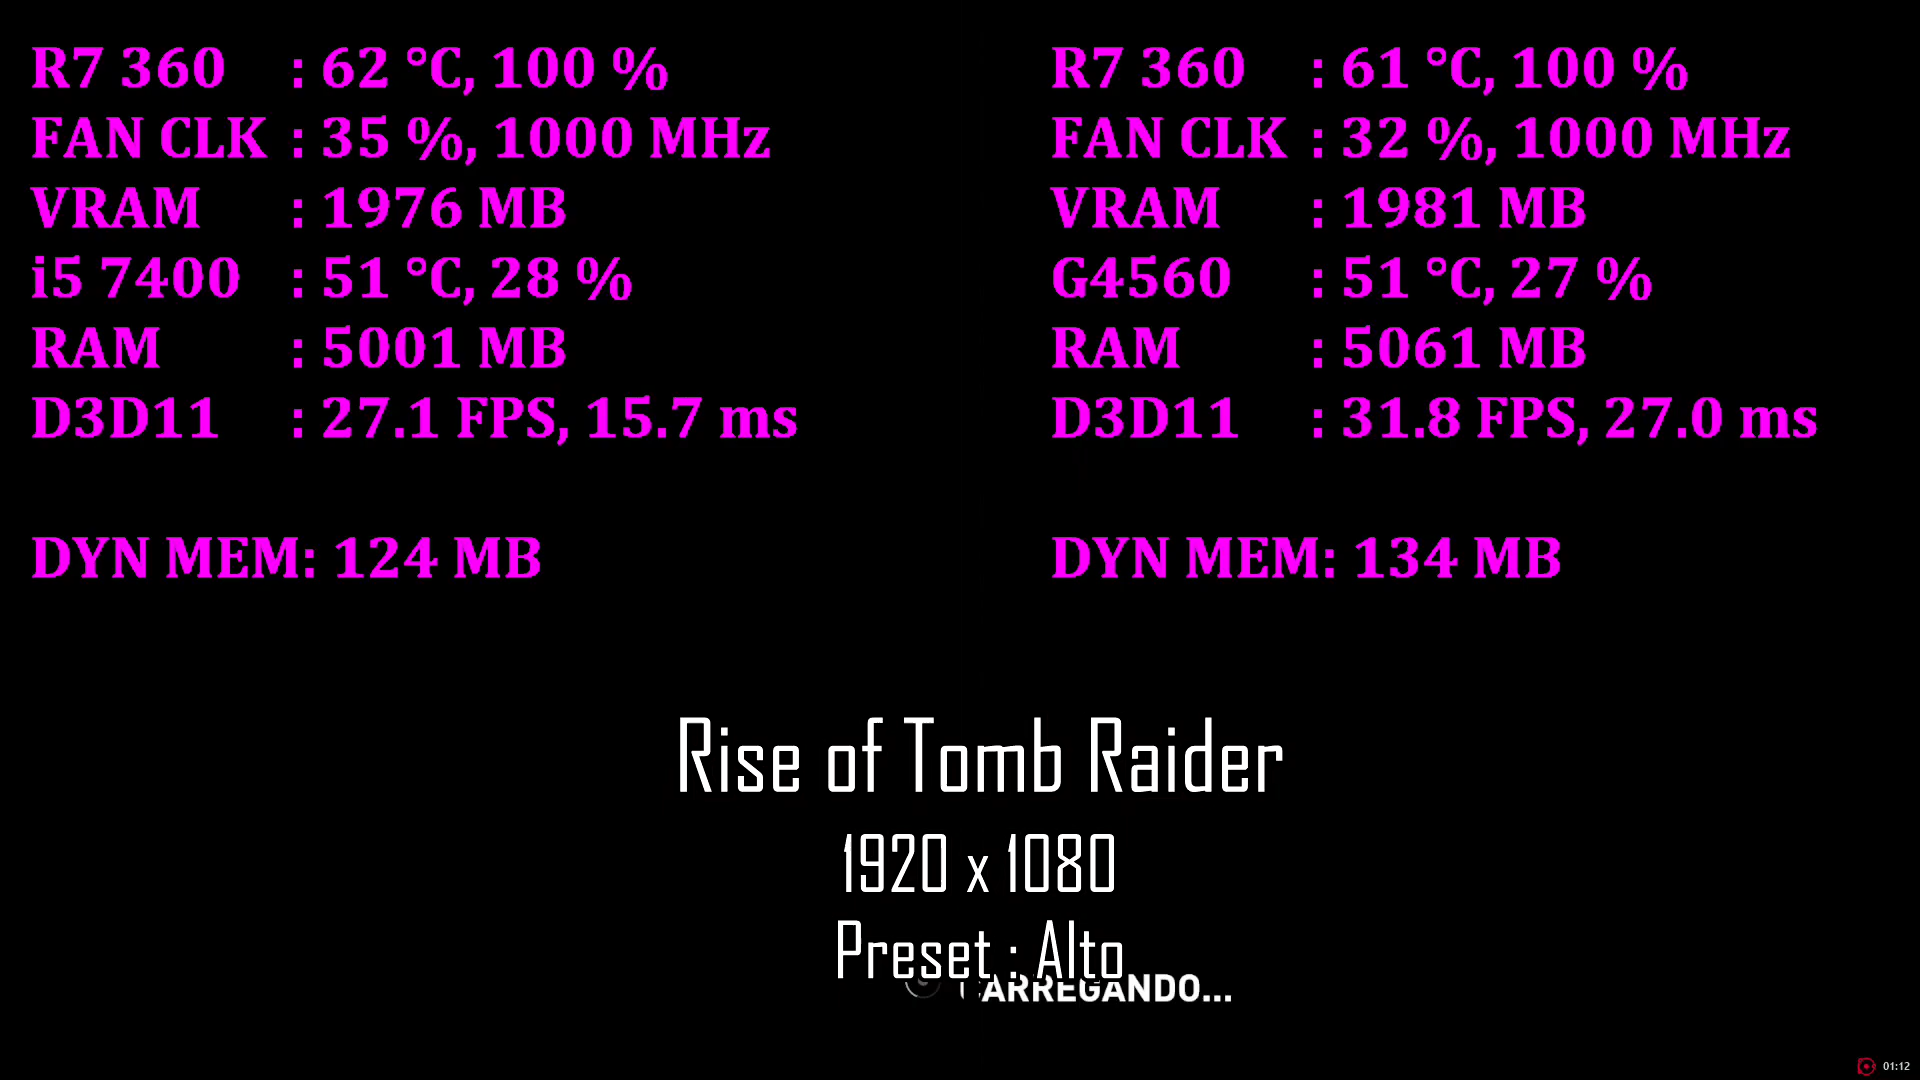 R7 360 : 62 °C, 100 %
FAN CLK : 35 %, 1000 MHz
VRAM : 1976 MB
i5 7400 : 51 °C, 28 %
RAM : 5001 MB
D3D11 : 27.1 FPS, 15.7 ms
DYN MEM: 124 MB
R7 360 : 61 °C, 100 %
FAN CLK : 32 %, 1000 MHz
VRAM : 1981 MB
G4560 : 51 °C, 27 %
RAM : 5061 MB
D3D11 : 31.8 FPS, 27.0 ms
DYN MEM: 134 MB
Rise of Tomb Raider
1920 x 1080
Preset : Alto
CARREGANDO...
01:12